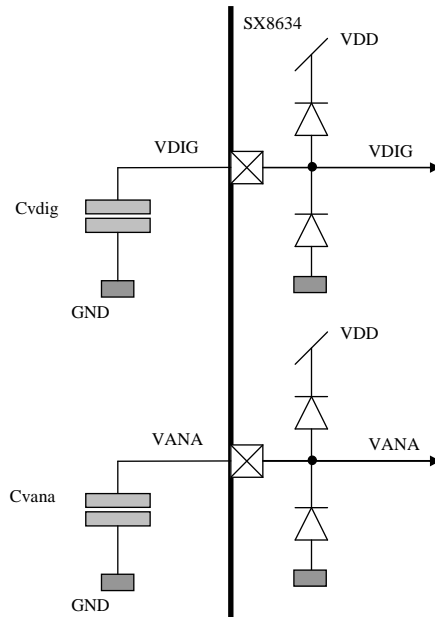 SX8634
VDD
VDIG
VDIG
Cvdig
GND
VDD
VANA
VANA
Cvana
GND